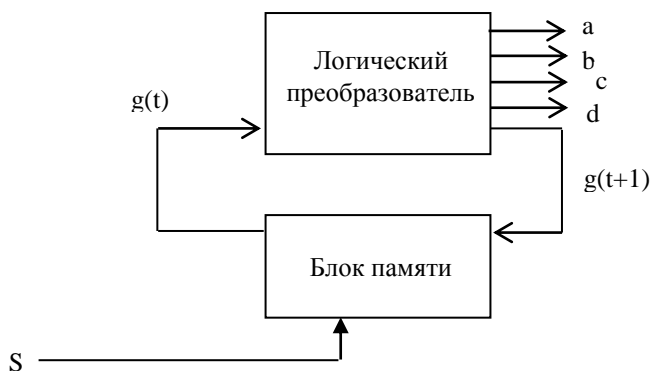 a
Логический
преобразователь
b
c
d
g(t)
g(t+1)
Блок памяти
S